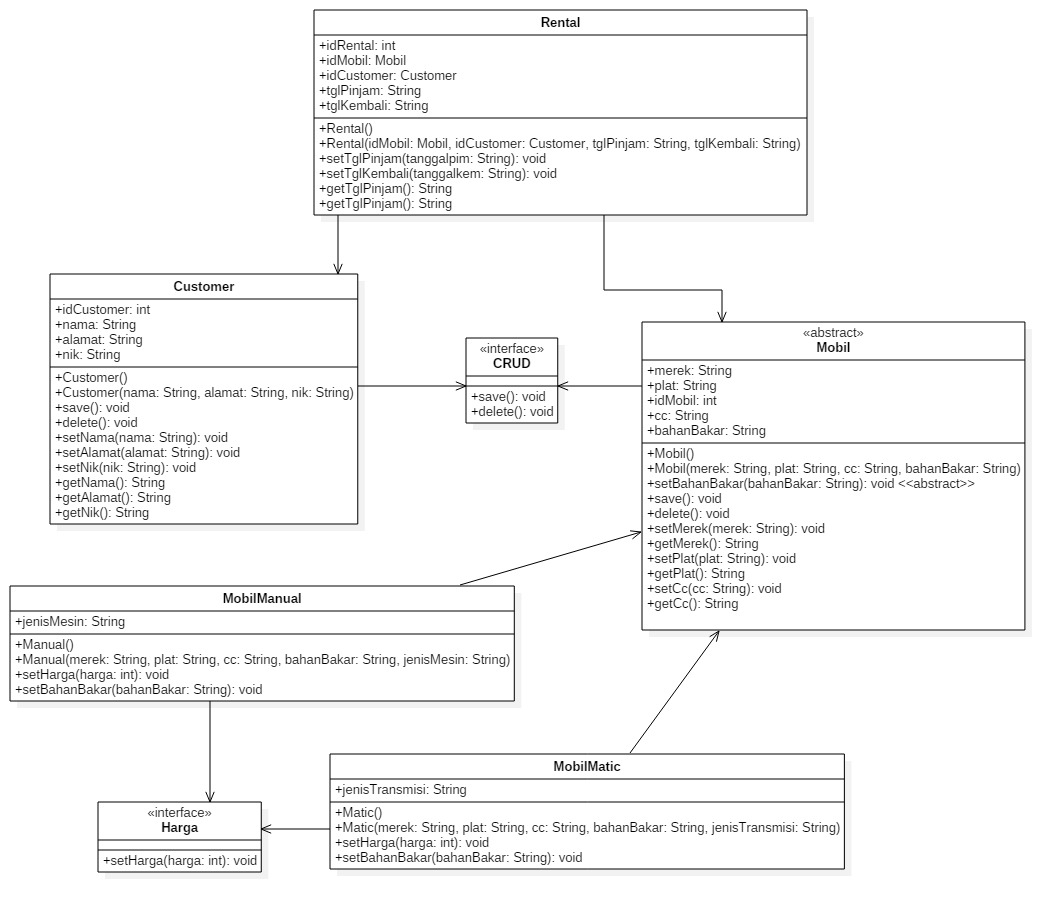 Rental
+idRental: int
+idMobil: Mobil
+idCustomer: Customer
+tglPinjam: String
+tglKembali: String
+Rental()
+Rental(idMobil: Mobil, idCustomer: Customer, tglPinjam: String, tglKembali: String)
+setTglPinjam(tanggalpim: String): void
+setTglKembali(tanggalkem: String): void
+getTglPinjam(): String
+getTglPinjam(): String
Customer
+idCustomer: int
+nama: String
+alamat: String
+nik: String
+Customer()
+Customer(nama: String, alamat: String, nik: String)
+save(): void
+delete(): void
+setNama(nama: String): void
+setAlamat(alamat: String): void
+setNik(nik: String): void
+getNama(): String
+getAlamat(): String
+getNik(): String
«interface»
CRUD
+save(): void
+delete(): void
«abstract»
Mobil
+merek: String
+plat: String
+idMobil: int
+cc: String
+bahanBakar: String
+Mobil()
+Mobil(merek: String, plat: String, cc: String, bahanBakar: String)
+setBahanBakar(bahanBakar: String): void <<abstract>>
+save(): void
+delete(): void
+setMerek(merek: String): void
+getMerek(): String
+setPlat(plat: String): void
+getPlat(): String
+setCc(cc: String): void
+getCc(): String
MobilManual
+jenisMesin: String
+Manual()
+Manual(merek: String, plat: String, cc: String, bahanBakar: String, jenisMesin: String)
+setHarga(harga: int): void
+setBahanBakar(bahanBakar: String): void
MobilMatic
+jenisTransmisi: String
+Matic()
+Matic(merek: String, plat: String, cc: String, bahanBakar: String, jenisTransmisi: String)
+setHarga(harga: int): void
+setBahanBakar(bahanBakar: String): void
«interface»
Harga
+setHarga(harga: int): void